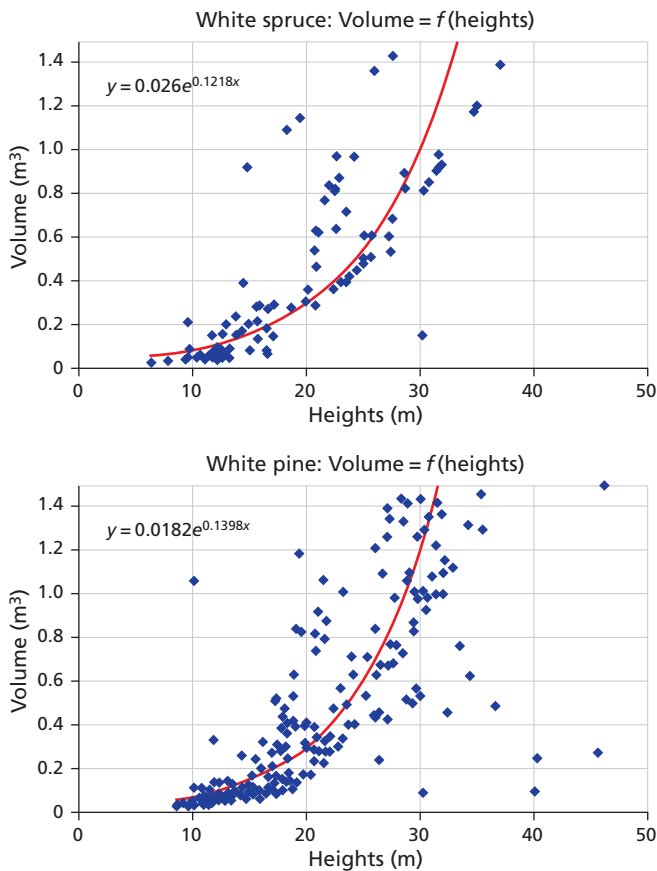 White spruce: Volume = f (heights)
1.4
y = 0.026e^0.1218x
1.2
1.0
0.8
0.6
0.4
0.2
0
Volume (m³)
0 10 20 30 40 50
Heights (m)
White pine: Volume = f (heights)
1.4
y = 0.0182e^0.1398x
1.2
1.0
0.8
0.6
0.4
0.2
0
Volume (m³)
0 10 20 30 40 50
Heights (m)